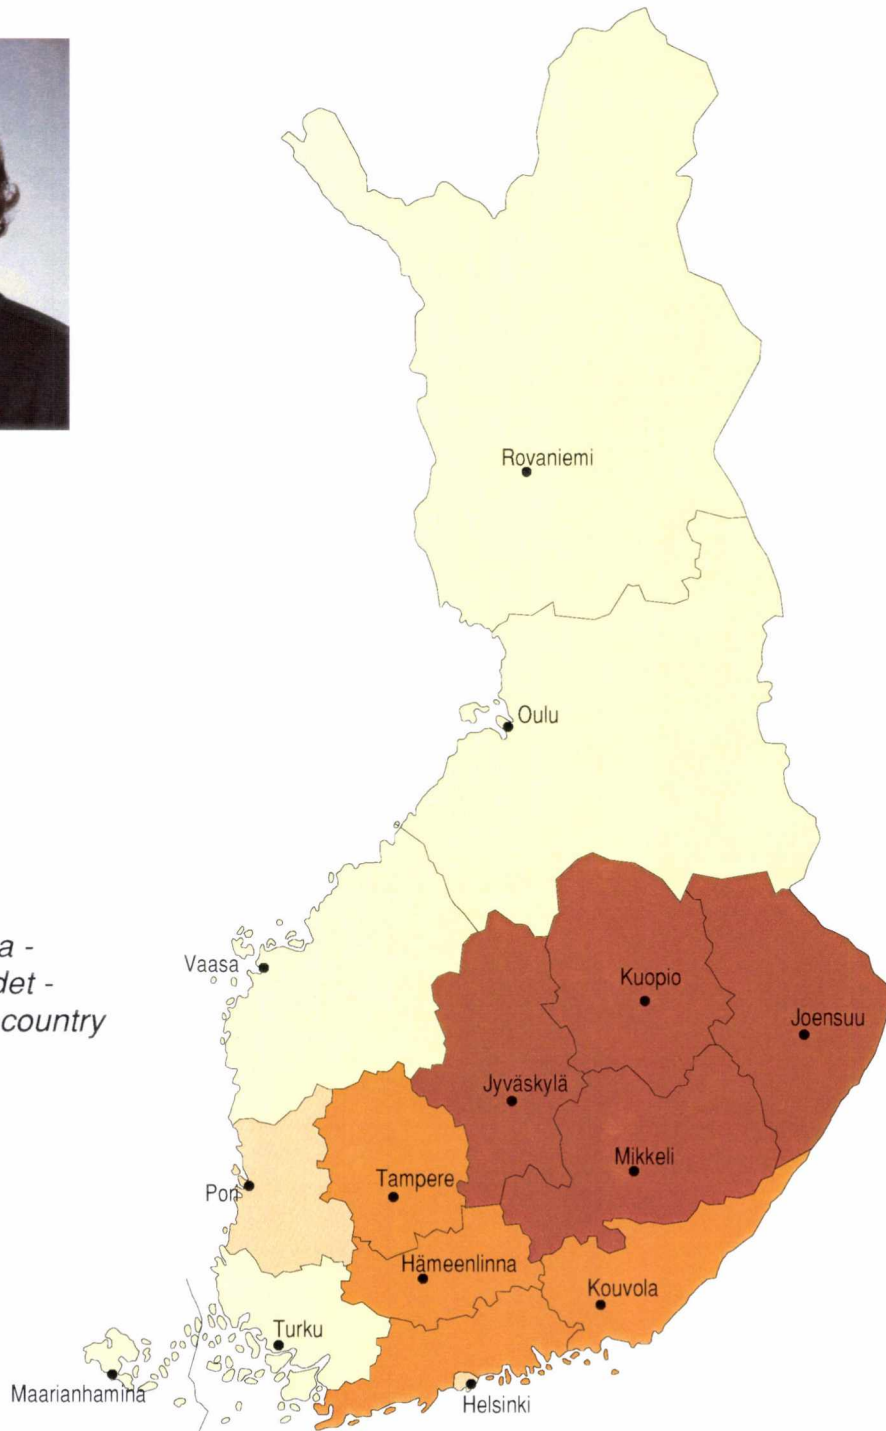 Rovaniemi
Oulu
a -
det -
country
Vaasa
Kuopio
Joensuu
Jyväskylä
Mikkeli
Pori
Tampere
Hämeenlinna
Kouvola
Turku
Maarianhamina
Helsinki